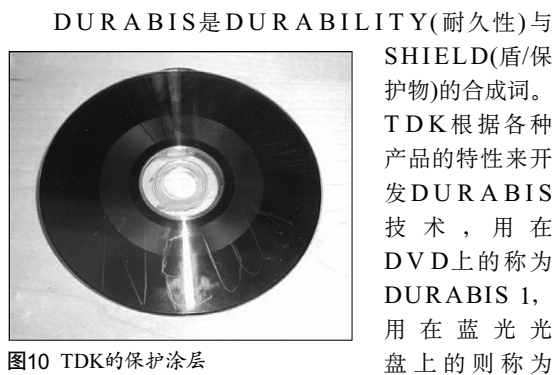 DURABIS是DURABILITY(耐久性)与
SHIELD(盾/保
护物)的合成词。
TDK根据各种
产品的特性来开
发DURABIS
技术，用在
DVD上的称为
DURABIS 1，
用在蓝光光
盘上的则称为
图10 TDK的保护涂层